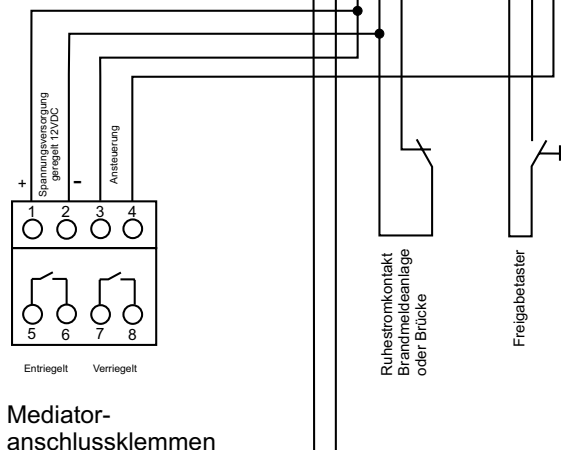 Spannungsversorgung
geregelt 12VDC
Ansteuerung
+
-
1 2 3 4
5 6 7 8
Entriegelt Verriegelt
Mediator-
anschlussklemmen
Ruhestromkontakt
Brandmeldeanlage
oder Brücke
Freigabetaster